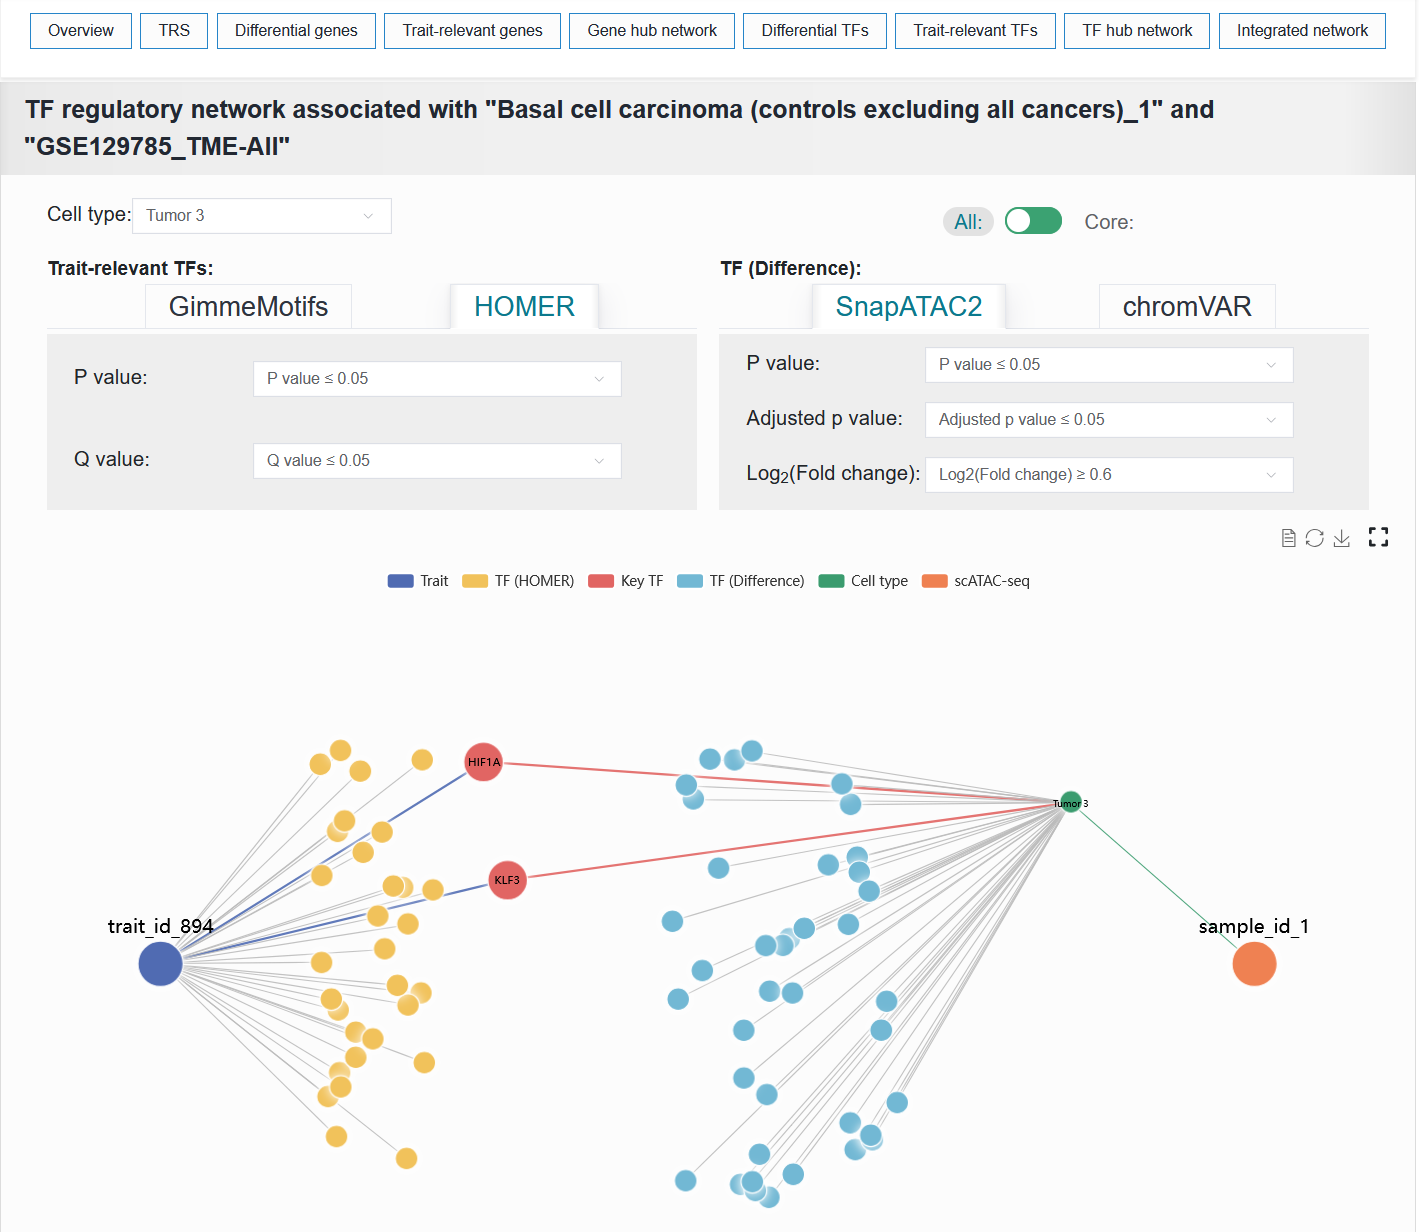 Overview TRS Differential genes Trait-relevant genes Gene hub network Differential TFs Trait-relevant TFs TF hub network Integrated network
TF regulatory network associated with "Basal cell carcinoma (controls excluding all cancers)_1" and
"GSE129785_TME-All"
Cell type: Tumor 3 All: Core:
Trait-relevant TFs: TF (Difference):
GimmeMotifs HOMER SnapATAC2 chromVAR
P value: P value ≤ 0.05 P value: P value ≤ 0.05
Adjusted p value: Adjusted p value ≤ 0.05
Q value: Q value ≤ 0.05 Log2(Fold change): Log2(Fold change) ≥ 0.6
Trait TF (HOMER) Key TF TF (Difference) Cell type scATAC-seq
HIF1A
Tumor 3
KLF3
trait_id_894 sample_id_1